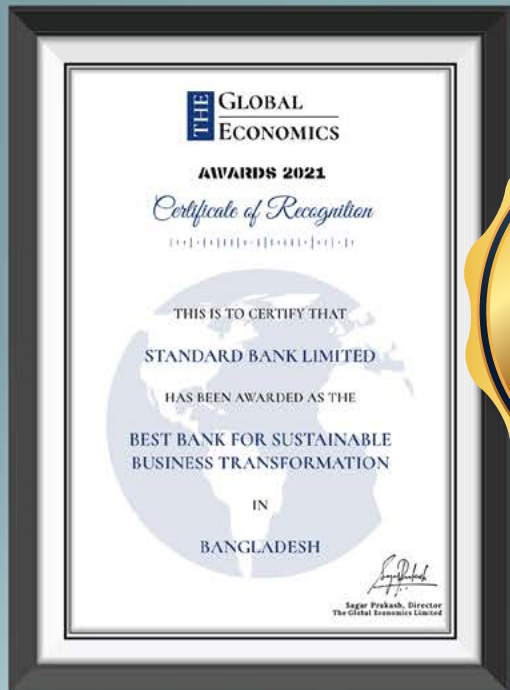 THE GLOBAL
ECONOMICS
AWARDS 2021
Certificate of Recognition
THIS IS TO CERTIFY THAT
STANDARD BANK LIMITED
HAS BEEN AWARDED AS THE
BEST BANK FOR SUSTAINABLE
BUSINESS TRANSFORMATION
IN
BANGLADESH
Sagar Prakash, Director
The Global Economics Limited